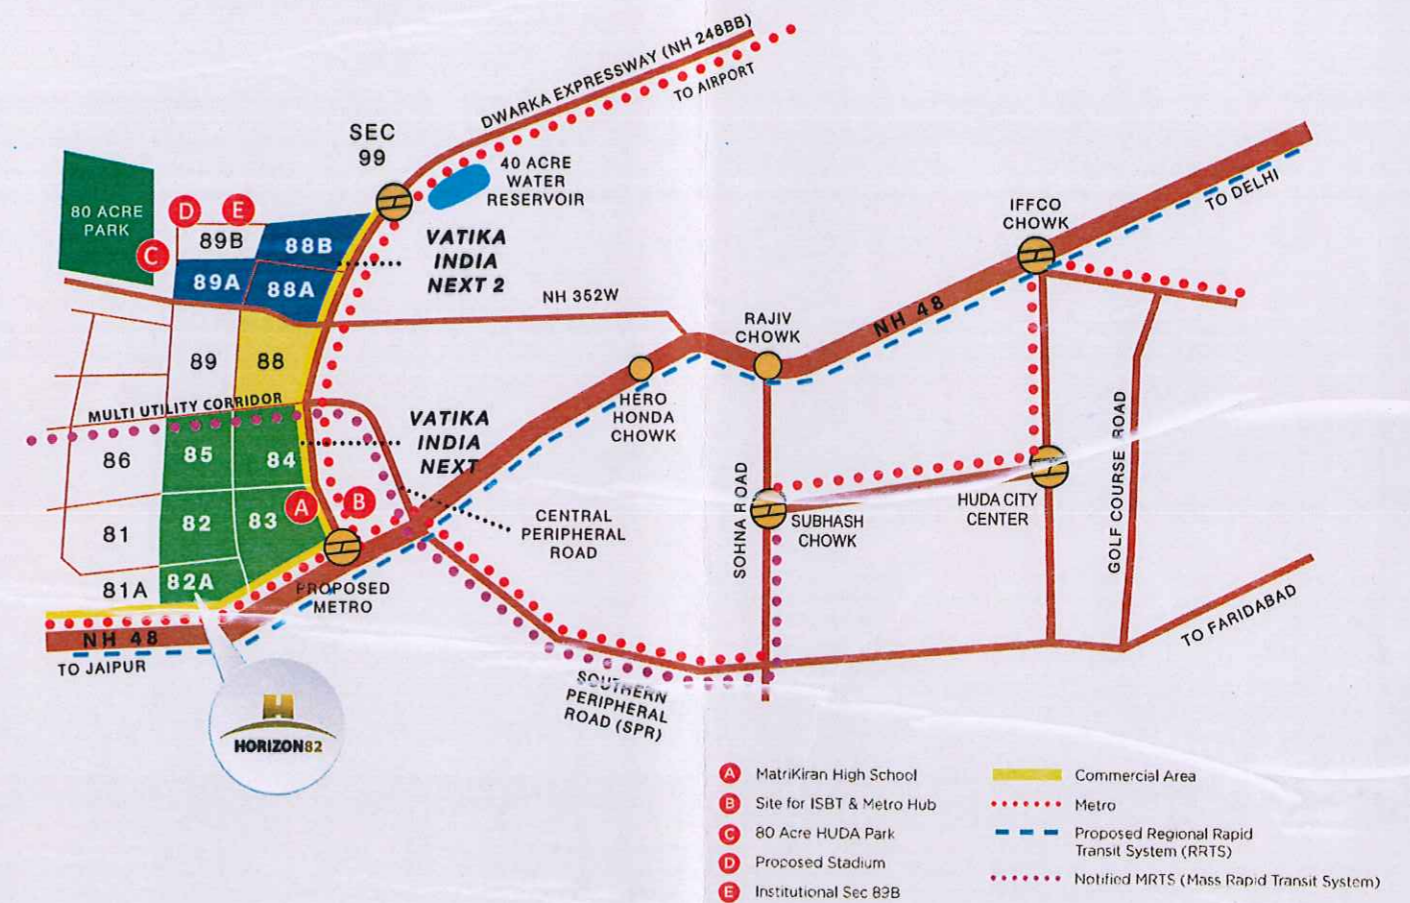 DWARKA EXPRESSWAY (NH 248BB)
TO AIRPORT
SEC
99
40 ACRE
WATER
RESERVOIR
80 ACRE
PARK
D
E
C
89B
88B
89A
88A
VATIKA
INDIA
NEXT 2
NH 352W
IFFCO
CHOWK
TO DELHI
RAJIV
CHOWK
NH 48
89
88
HERO
HONDA
CHOWK
MULTI UTILITY CORRIDOR
VATIKA
INDIA
NEXT
86
85
84
GOLF COURSE ROAD
A
B
81
82
83
CENTRAL
PERIPHERAL
ROAD
SOHNA ROAD
SUBHASH
CHOWK
HUDA CITY
CENTER
81A
82A
PROPOSED
METRO
NH 48
TO JAIPUR
TO FARIDABAD
SOUTHERN
PERIPHERAL
ROAD (SPR)
H
HORIZON82
A MatriKiran High School
B Site for ISBT & Metro Hub
C 80 Acre HUDA Park
D Proposed Stadium
E Institutional Sec 89B
Commercial Area
Metro
Proposed Regional Rapid
Transit System (RRTS)
Notified MRTS (Mass Rapid Transit System)